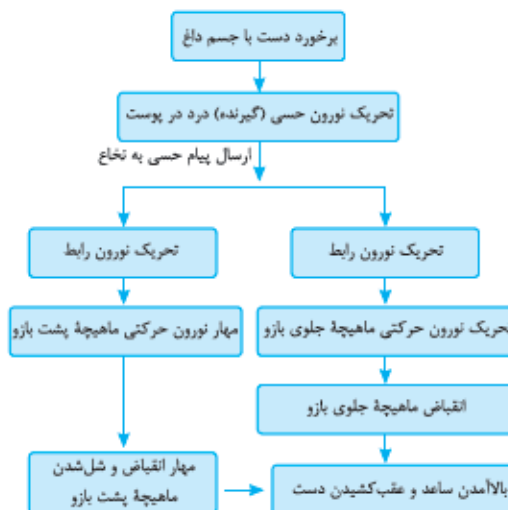 برخورد دست با جسم داغ
تحریک نورون حسی (گیرنده) درد در پوست
ارسال پیام حسی به نخاع
تحریک نورون رابط
تحریک نورون رابط
تحریک نورون حرکتی ماهیچهٔ جلوی بازو
مهار نورون حرکتی ماهیچهٔ پشت بازو
انقباض ماهیچهٔ جلوی بازو
بالاآمدن ساعد و عقب‌کشیدن دست
مهار انقباض و شل‌شدن
ماهیچهٔ پشت بازو